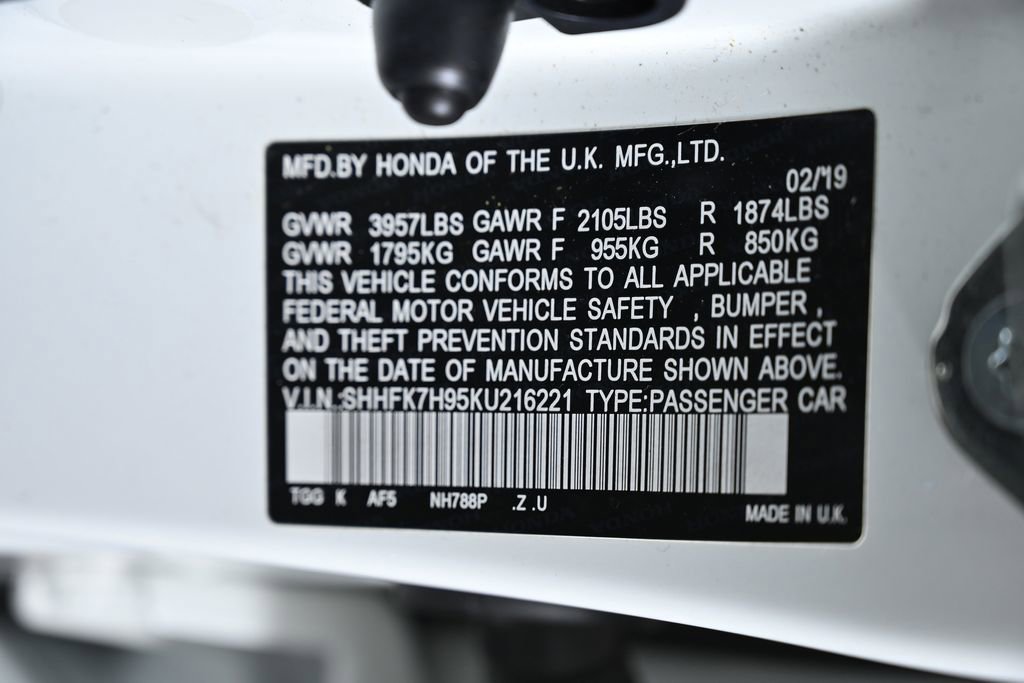 MFD.BY HONDA OF THE U.K. MFG.,LTD.
02/'19
GVWR 3957LBS GAWR F 2105LBS R 1874LBS
GVWR 1795KG GAWR F 955KG R 850KG
THIS VEHICLE CONFORMS TO ALL APPLICABLE
FEDERAL MOTOR VEHICLE SAFETY , BUMPER ,
AND THEFT PREVENTION STANDARDS IN EFFECT
ON THE DATE OF MANUFACTURE SHOWN ABOVE.
V.I.N.:SHHFK7H95KU216221 TYPE:PASSENGER CAR
TGG K AF5 NH788P .Z .U
MADE IN U.K.